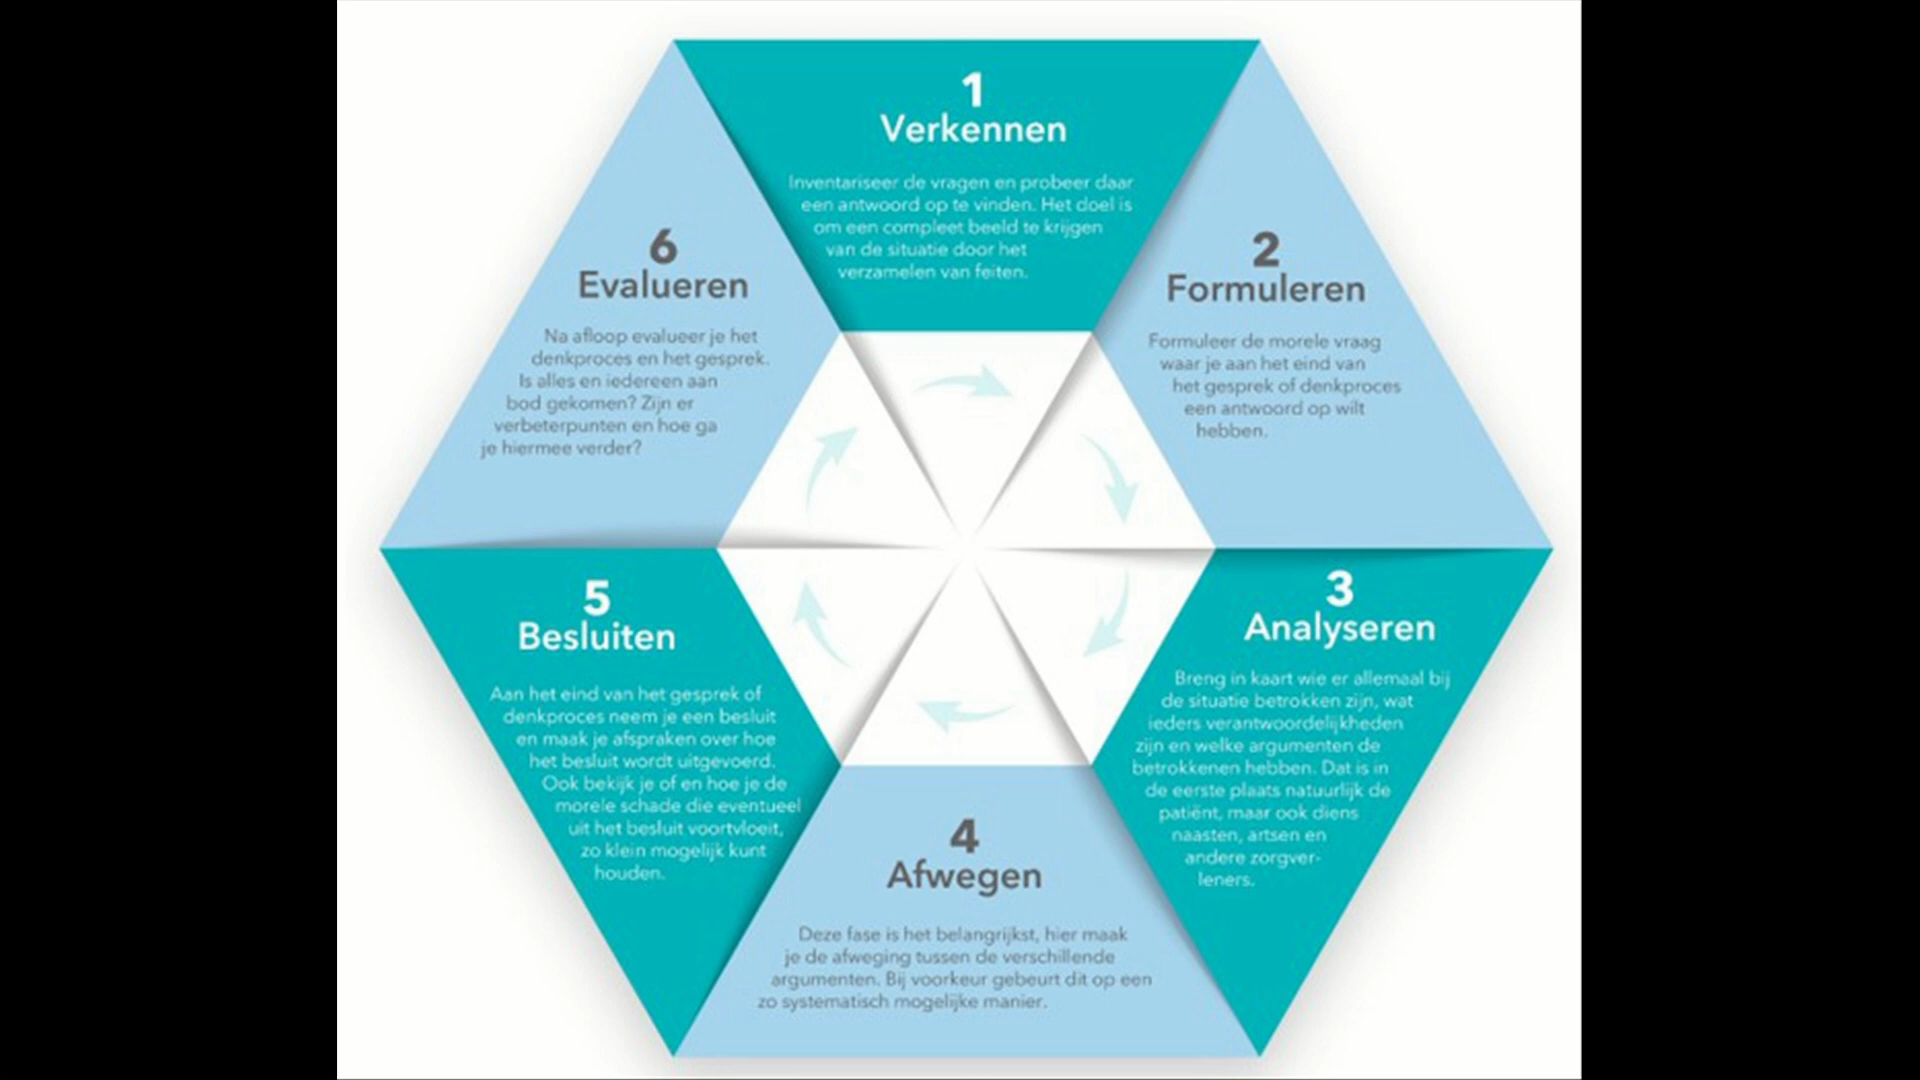 1
Verkennen
Inventariseer de vragen en probeer daar
een antwoord op te vinden. Het doel is
om een compleet beeld te krijgen
van de situatie door het
verzamelen van feiten.
2
Formuleren
Formuleer de morele vraag
waar je aan het eind van
het gesprek of denkproces
een antwoord op wilt
hebben.
3
Analyseren
Breng in kaart wie er allemaal bij
de situatie betrokken zijn, wat
ieders verantwoordelijkheden
zijn en welke argumenten de
betrokkenen hebben. Dat is in
de eerste plaats natuurlijk de
patiënt, maar ook diens
naasten, artsen en
andere zorgver-
leners.
4
Afwegen
Deze fase is het belangrijkst, hier maak
je de afweging tussen de verschillende
argumenten. Bij voorkeur gebeurt dit op een
zo systematisch mogelijke manier.
5
Besluiten
Aan het eind van het gesprek of
denkproces neem je een besluit
en maak je afspraken over hoe
het besluit wordt uitgevoerd.
Ook bekijk je of en hoe je de
morele schade die eventueel
uit het besluit voortvloeit,
zo klein mogelijk kunt
houden.
6
Evalueren
Na afloop evalueer je het
denkproces en het gesprek.
Is alles en iedereen aan
bod gekomen? Zijn er
verbeterpunten en hoe ga
je hiermee verder?